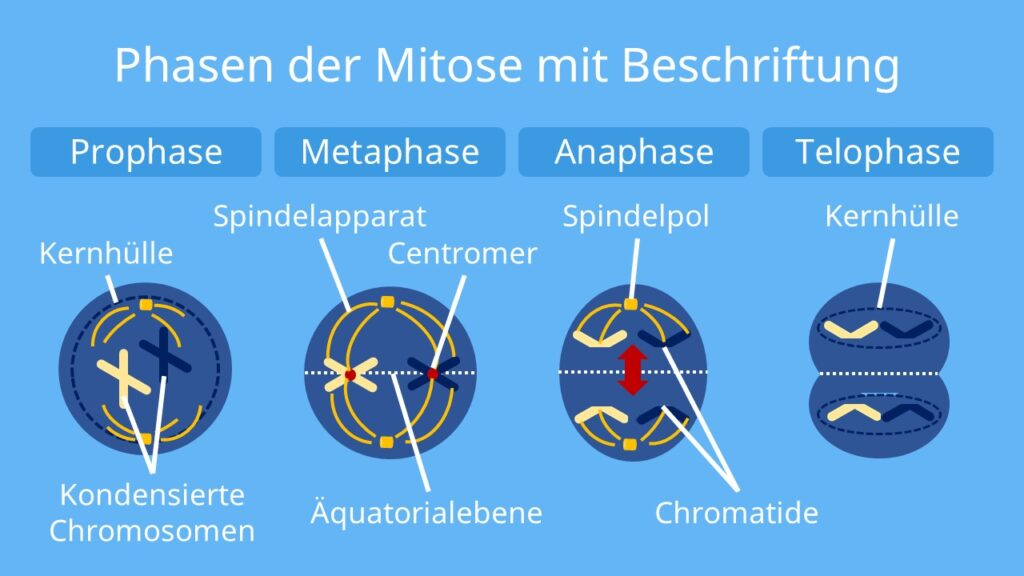 Phasen der Mitose mit Beschriftung
Prophase
Metaphase
Anaphase
Telophase
Spindelapparat
Spindelpol
Kernhülle
Kernhülle
Centromer
Kondensierte
Chromosomen
Äquatorialebene
Chromatide